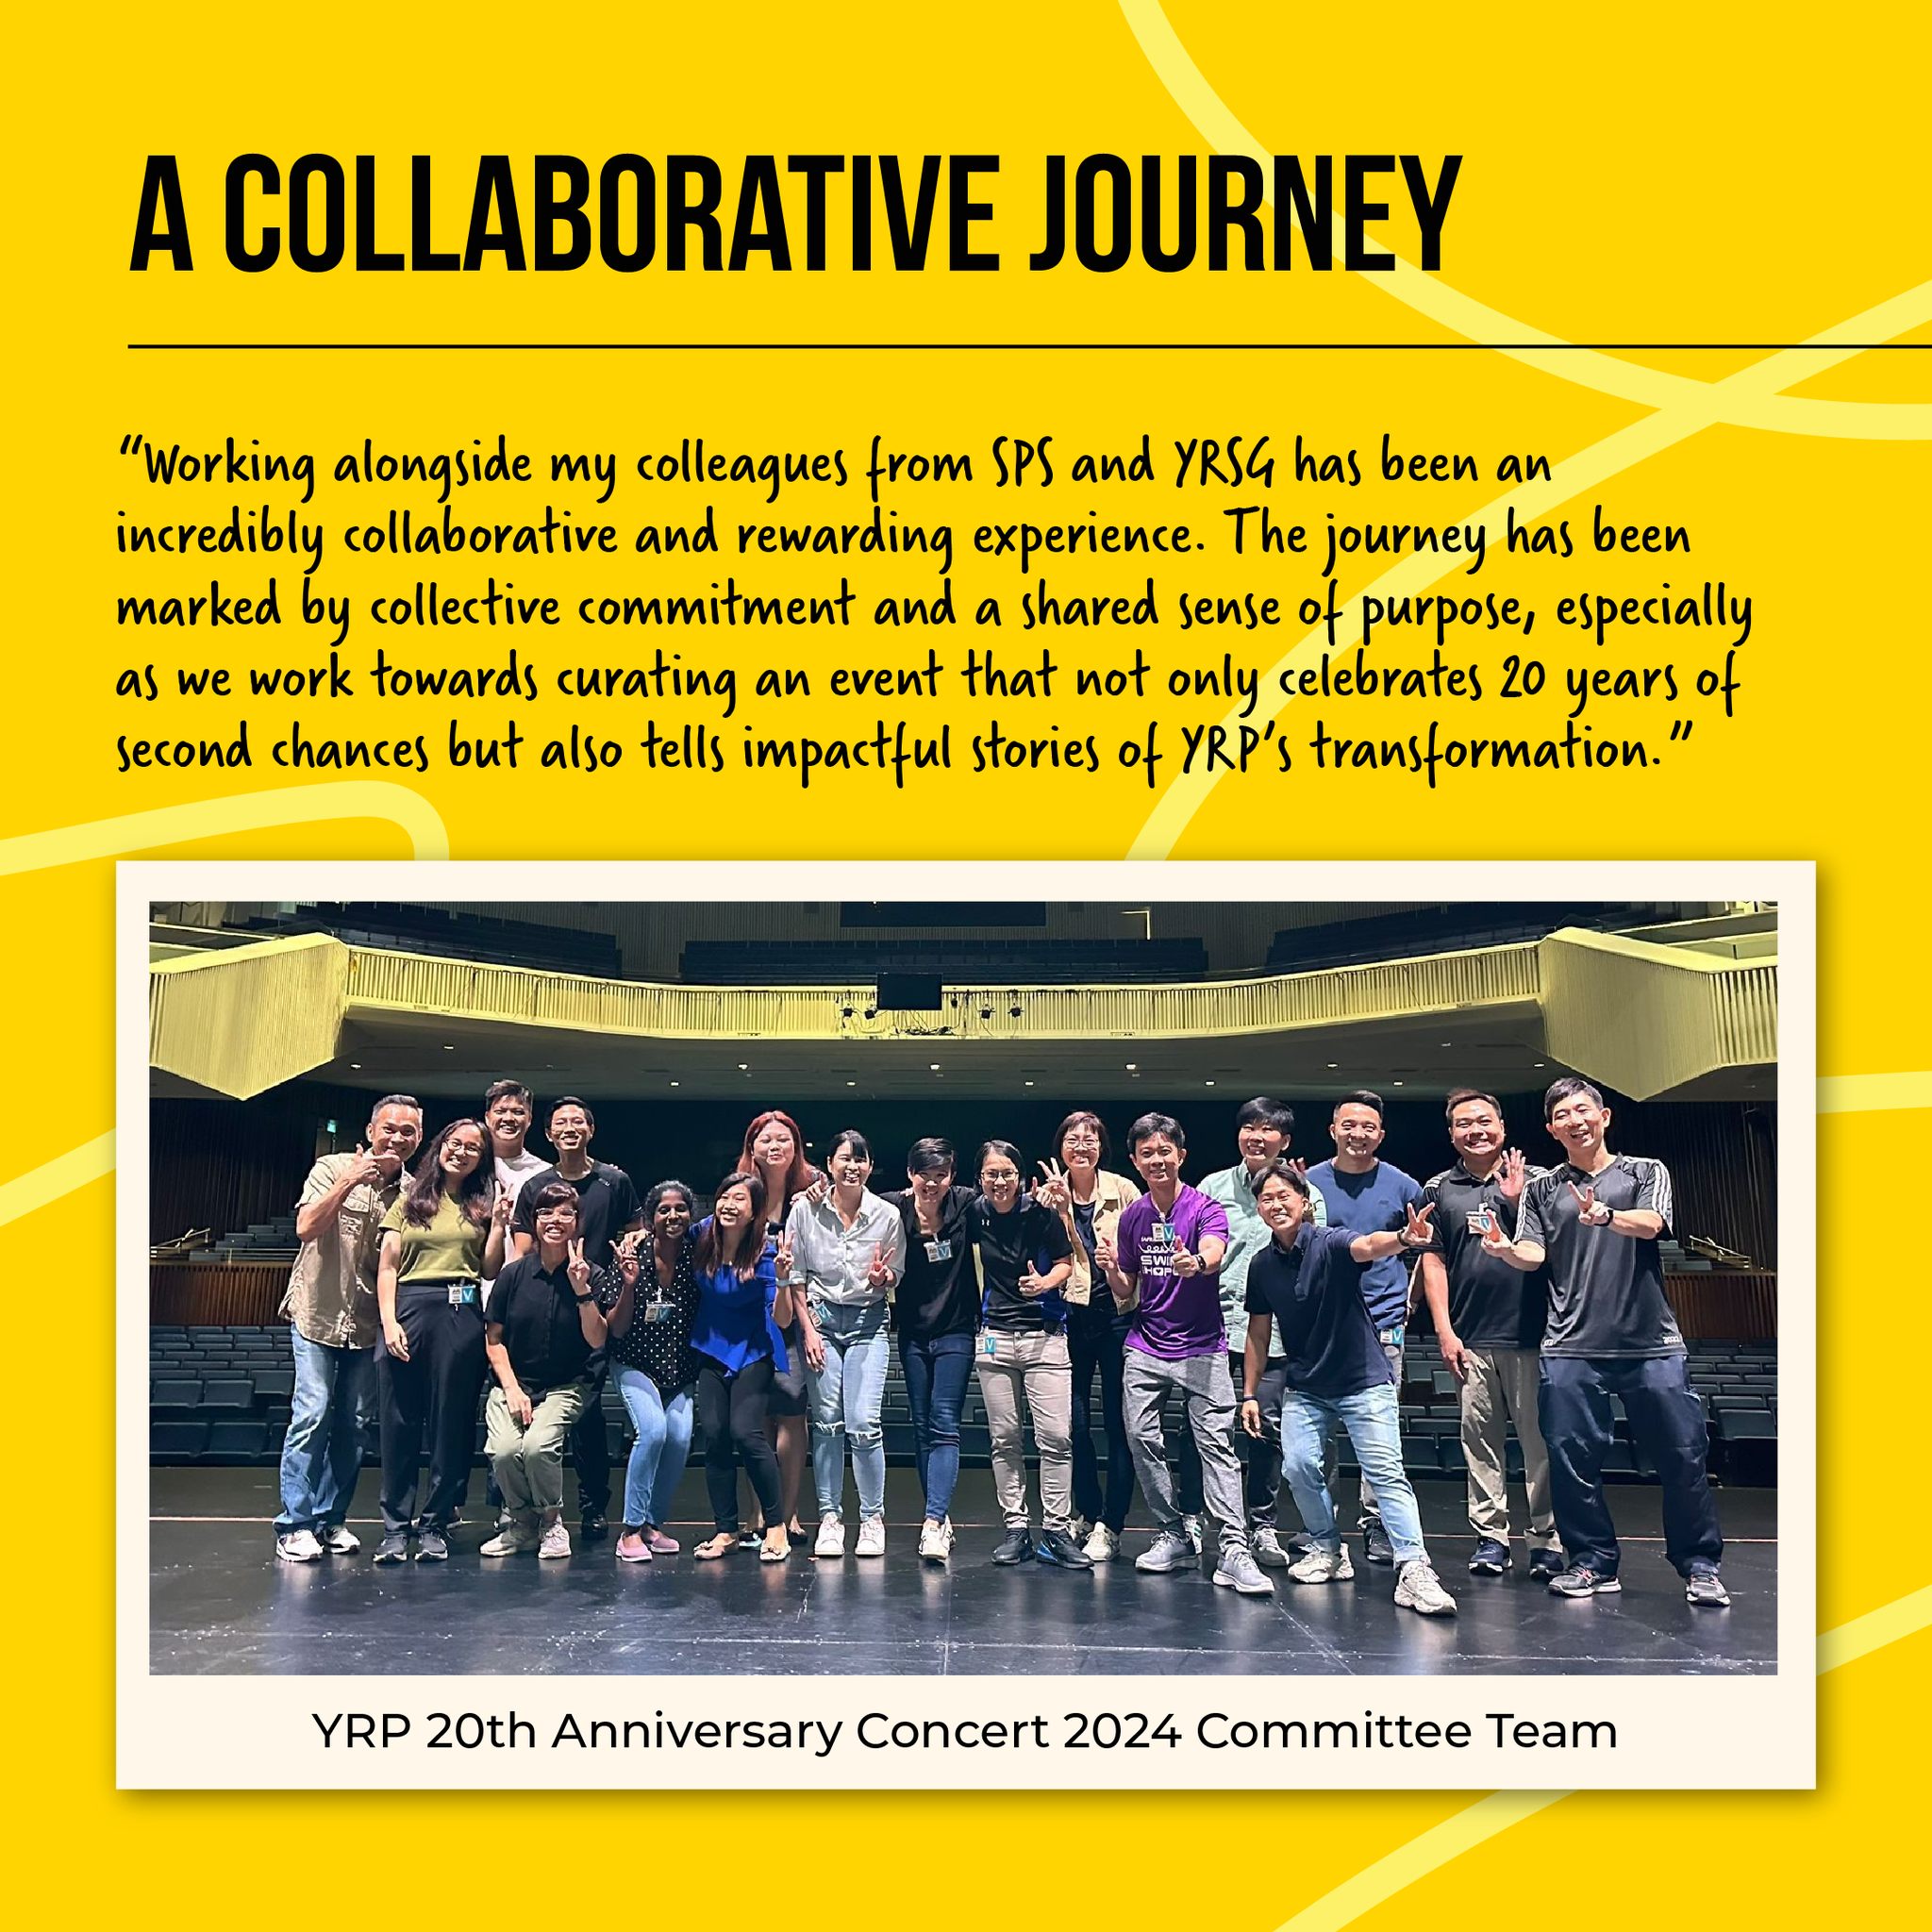 A COLLABORATIVE JOURNEY
“Working alongside my colleagues from SPS and YRSG has been an
incredibly collaborative and rewarding experience. The journey has been
marked by collective commitment and a shared sense of purpose, especially
as we work towards curating an event that not only celebrates 20 years of
second chances but also tells impactful stories of YRP’s transformation.”
YRP 20th Anniversary Concert 2024 Committee Team